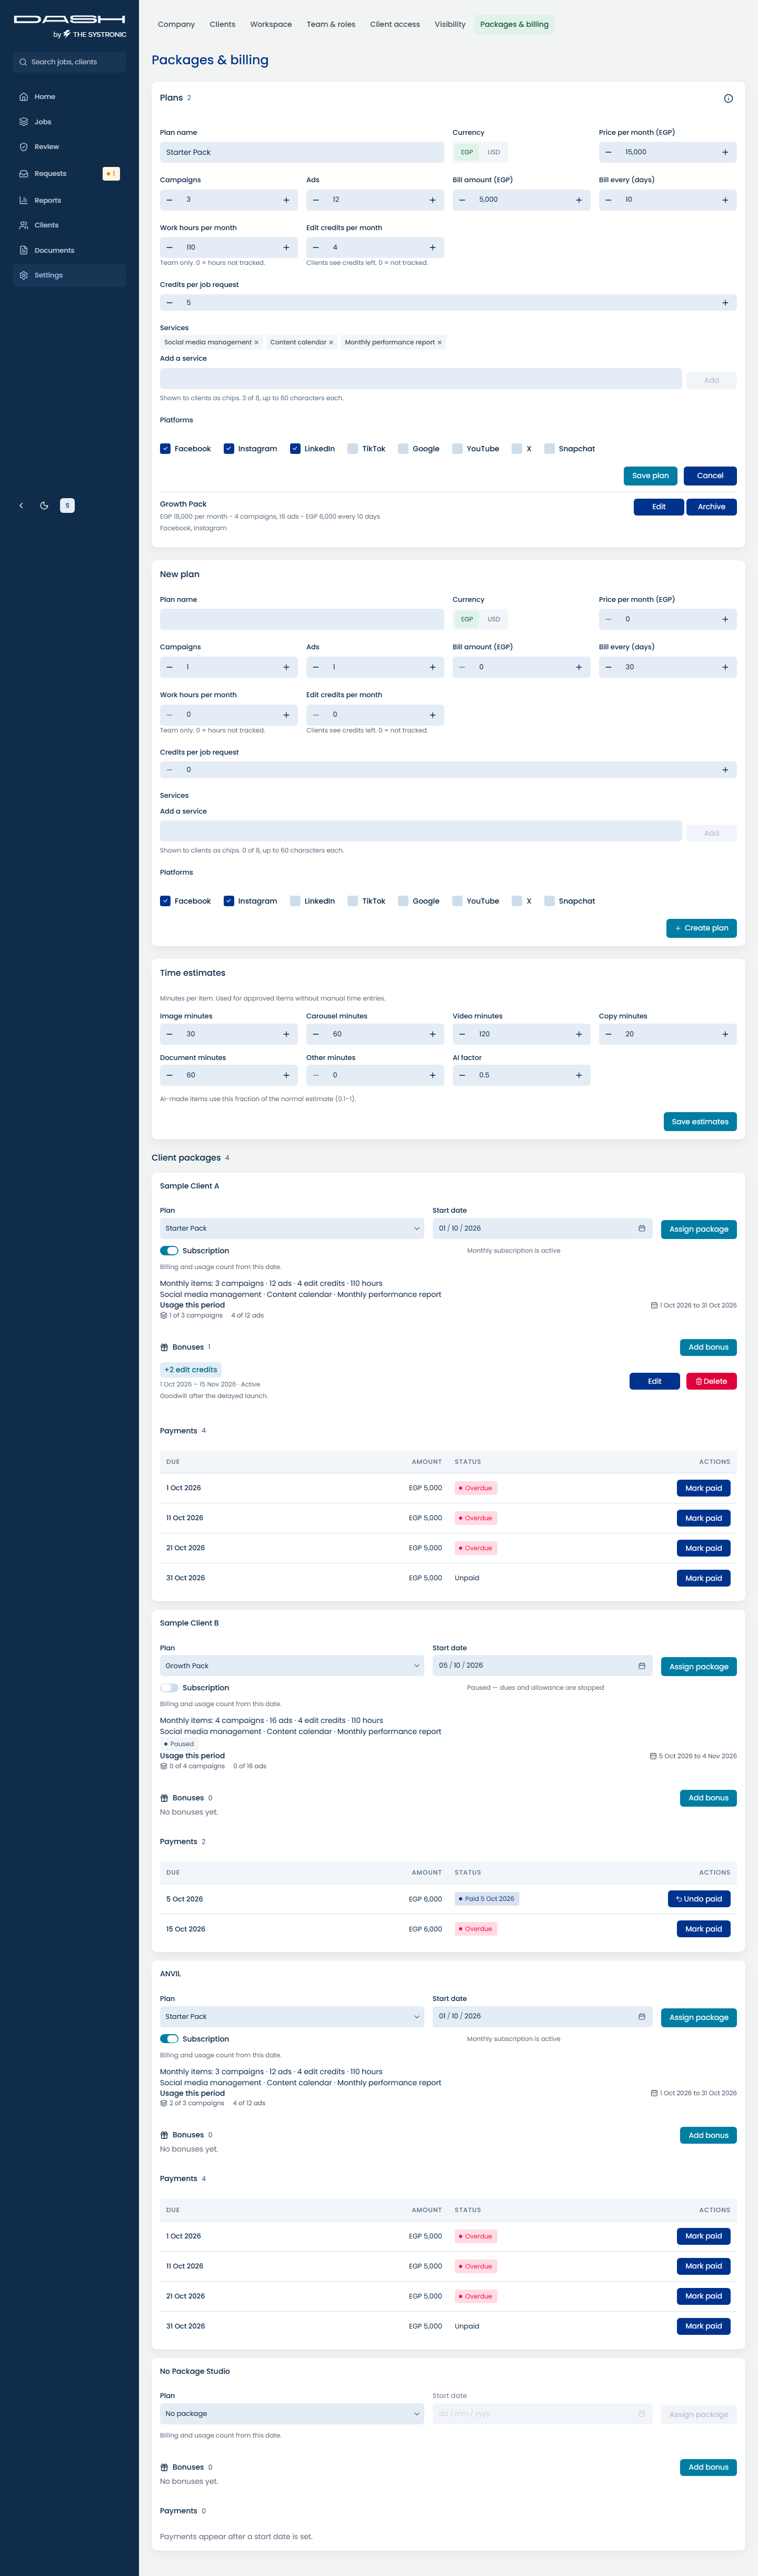 DASH
by THE SYSTRONIC
Search jobs, clients
Home
Jobs
Review
Requests 1
Reports
Clients
Documents
Settings
S
Company Clients Workspace Team & roles Client access Visibility Packages & billing
Packages & billing
Plans 2
Plan name Currency Price per month (EGP)
Starter Pack EGP USD 15,000
Campaigns Ads Bill amount (EGP) Bill every (days)
3 12 5,000 10
Work hours per month Edit credits per month
110 4
Team only. 0 = hours not tracked. Clients see credits left. 0 = not tracked.
Credits per job request
5
Services
Social media management × Content calendar × Monthly performance report ×
Add a service
Add
Shown to clients as chips. 3 of 8, up to 60 characters each.
Platforms
Facebook Instagram LinkedIn TikTok Google YouTube X Snapchat
Save plan Cancel
Growth Pack
EGP 18,000 per month – 4 campaigns, 16 ads – EGP 6,000 every 10 days
Facebook, Instagram
Edit Archive
New plan
Plan name Currency Price per month (EGP)
EGP USD 0
Campaigns Ads Bill amount (EGP) Bill every (days)
1 1 0 30
Work hours per month Edit credits per month
0 0
Team only. 0 = hours not tracked. Clients see credits left. 0 = not tracked.
Credits per job request
0
Services
Add a service
Add
Shown to clients as chips. 0 of 8, up to 60 characters each.
Platforms
Facebook Instagram LinkedIn TikTok Google YouTube X Snapchat
+ Create plan
Time estimates
Minutes per item. Used for approved items without manual time entries.
Image minutes Carousel minutes Video minutes Copy minutes
30 60 120 20
Document minutes Other minutes AI factor
60 0 0.5
AI-made items use this fraction of the normal estimate (0.1–1).
Save estimates
Client packages 4
Sample Client A
Plan Start date
Starter Pack 01 / 10 / 2026 Assign package
Subscription Monthly subscription is active
Billing and usage count from this date.
Monthly items: 3 campaigns · 12 ads · 4 edit credits · 110 hours
Social media management · Content calendar · Monthly performance report
Usage this period 1 Oct 2026 to 31 Oct 2026
1 of 3 campaigns 4 of 12 ads
Bonuses 1 Add bonus
+2 edit credits
1 Oct 2026 – 15 Nov 2026 · Active
Goodwill after the delayed launch.
Edit Delete
Payments 4
DUE AMOUNT STATUS ACTIONS
1 Oct 2026 EGP 5,000 Overdue Mark paid
11 Oct 2026 EGP 5,000 Overdue Mark paid
21 Oct 2026 EGP 5,000 Overdue Mark paid
31 Oct 2026 EGP 5,000 Unpaid Mark paid
Sample Client B
Plan Start date
Growth Pack 05 / 10 / 2026 Assign package
Subscription Paused — dues and allowance are stopped
Billing and usage count from this date.
Monthly items: 4 campaigns · 16 ads · 4 edit credits · 110 hours
Social media management · Content calendar · Monthly performance report
Paused
Usage this period 5 Oct 2026 to 4 Nov 2026
0 of 4 campaigns 0 of 16 ads
Bonuses 0 Add bonus
No bonuses yet.
Payments 2
DUE AMOUNT STATUS ACTIONS
5 Oct 2026 EGP 6,000 Paid 5 Oct 2026 Undo paid
15 Oct 2026 EGP 6,000 Overdue Mark paid
ANVIL
Plan Start date
Starter Pack 01 / 10 / 2026 Assign package
Subscription Monthly subscription is active
Billing and usage count from this date.
Monthly items: 3 campaigns · 12 ads · 4 edit credits · 110 hours
Social media management · Content calendar · Monthly performance report
Usage this period 1 Oct 2026 to 31 Oct 2026
2 of 3 campaigns 4 of 12 ads
Bonuses 0 Add bonus
No bonuses yet.
Payments 4
DUE AMOUNT STATUS ACTIONS
1 Oct 2026 EGP 5,000 Overdue Mark paid
11 Oct 2026 EGP 5,000 Overdue Mark paid
21 Oct 2026 EGP 5,000 Overdue Mark paid
31 Oct 2026 EGP 5,000 Unpaid Mark paid
No Package Studio
Plan Start date
No package dd / mm / yyyy Assign package
Billing and usage count from this date.
Bonuses 0 Add bonus
No bonuses yet.
Payments 0
Payments appear after a start date is set.